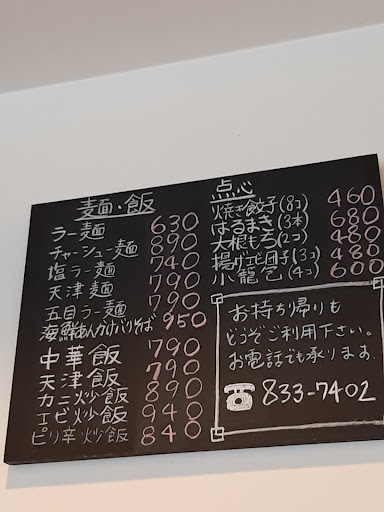 麺・飯
ラー麺 630
チャーシュー麺 890
塩ラー麺 740
天津麺 790
五目ラー麺 790
海鮮あんかけバリそば 950
中華飯 790
天津飯 790
カニ炒飯 890
エビ炒飯 940
ピリ辛炒飯 840
点心
焼き餃子(8コ) 460
はるまき(3本) 680
大根もち(2コ) 480
揚げエビ団子(3コ) 480
小籠包(4コ) 600
お持ち帰りも
どうぞご利用下さい。
お電話でも承ります.
☎833-7402